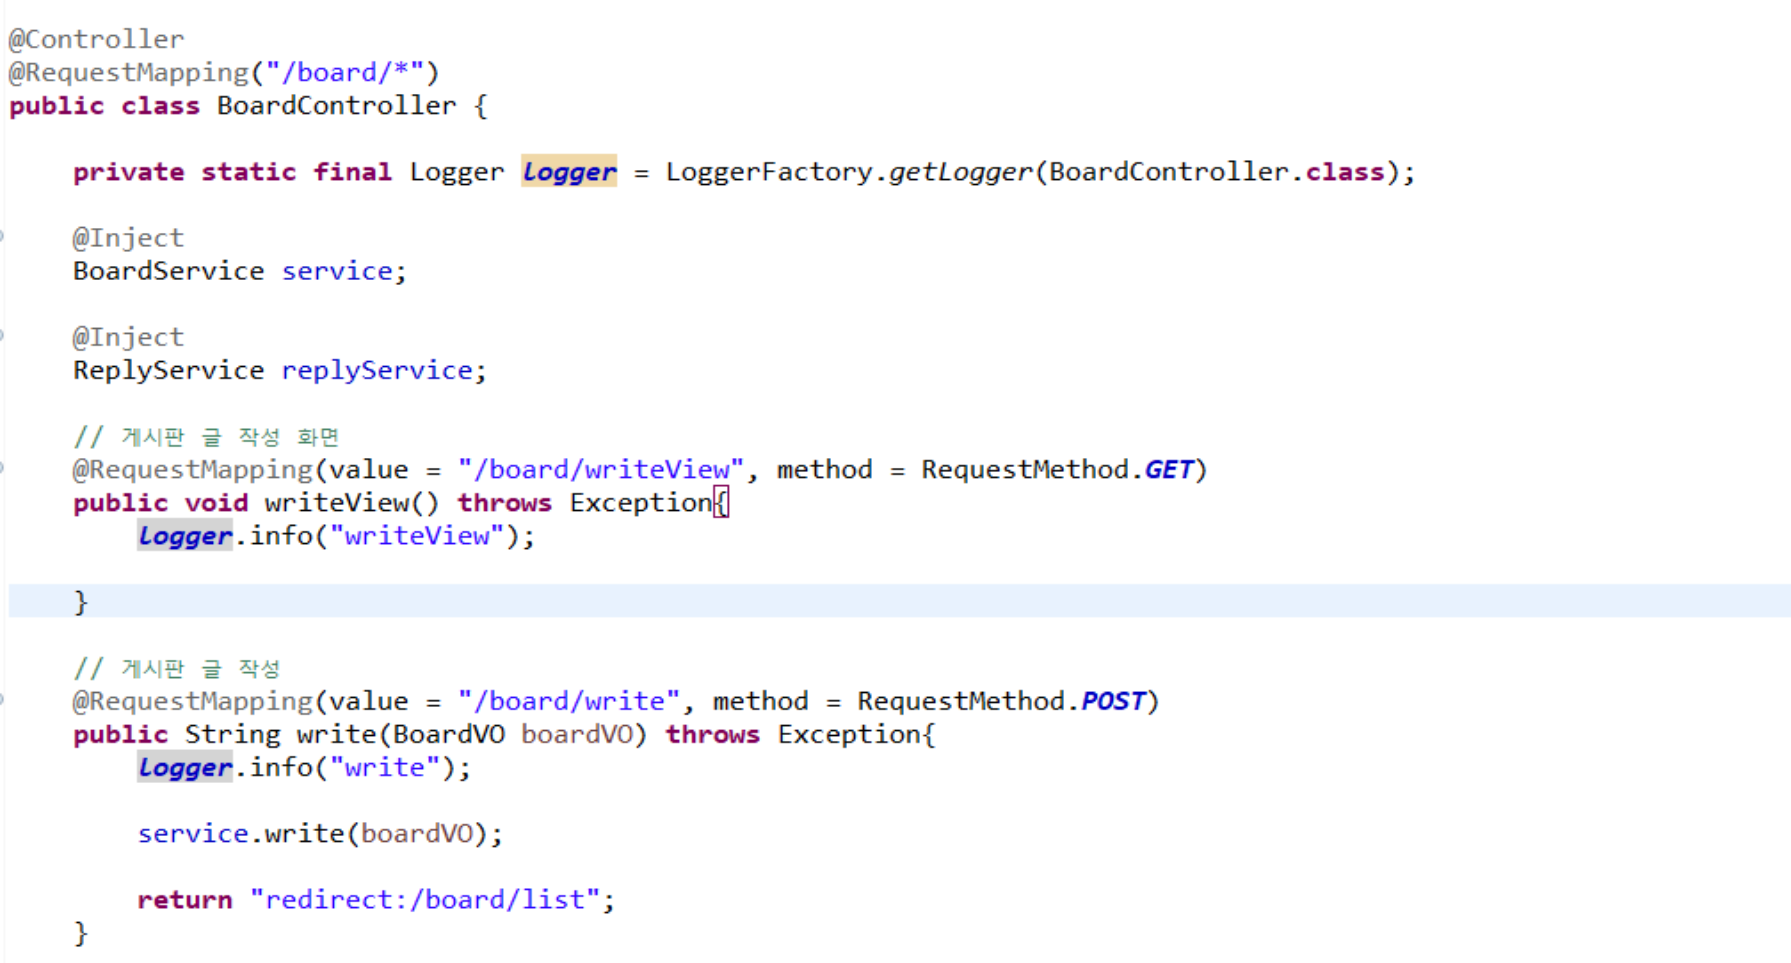 @Controller
@RequestMapping("/board/*")
public class BoardController {
private static final Logger logger = LoggerFactory.getLogger(BoardController.class);
@Inject
BoardService service;
@Inject
ReplyService replyService;
// 게시판 글 작성 화면
@RequestMapping(value = "/board/writeView", method = RequestMethod.GET)
public void writeView() throws Exception{
logger.info("writeView");
}
// 게시판 글 작성
@RequestMapping(value = "/board/write", method = RequestMethod.POST)
public String write(BoardVO boardVO) throws Exception{
logger.info("write");
service.write(boardVO);
return "redirect:/board/list";
}